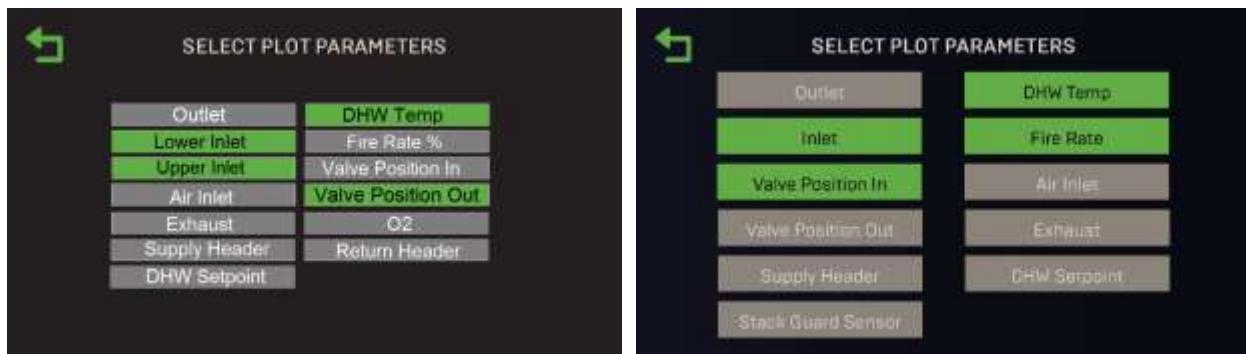 SELECT PLOT PARAMETERS
Outlet
DHW Temp
Lower Inlet
Fire Rate %
Upper Inlet
Valve Position In
Air Inlet
Valve Position Out
Exhaust
O2
Supply Header
Return Header
DHW Setpoint
SELECT PLOT PARAMETERS
Outlet
DHW Temp
Inlet
Fire Rate
Valve Position In
Air Inlet
Valve Position Out
Exhaust
Supply Header
DHW Setpoint
Stack Guard Sensor